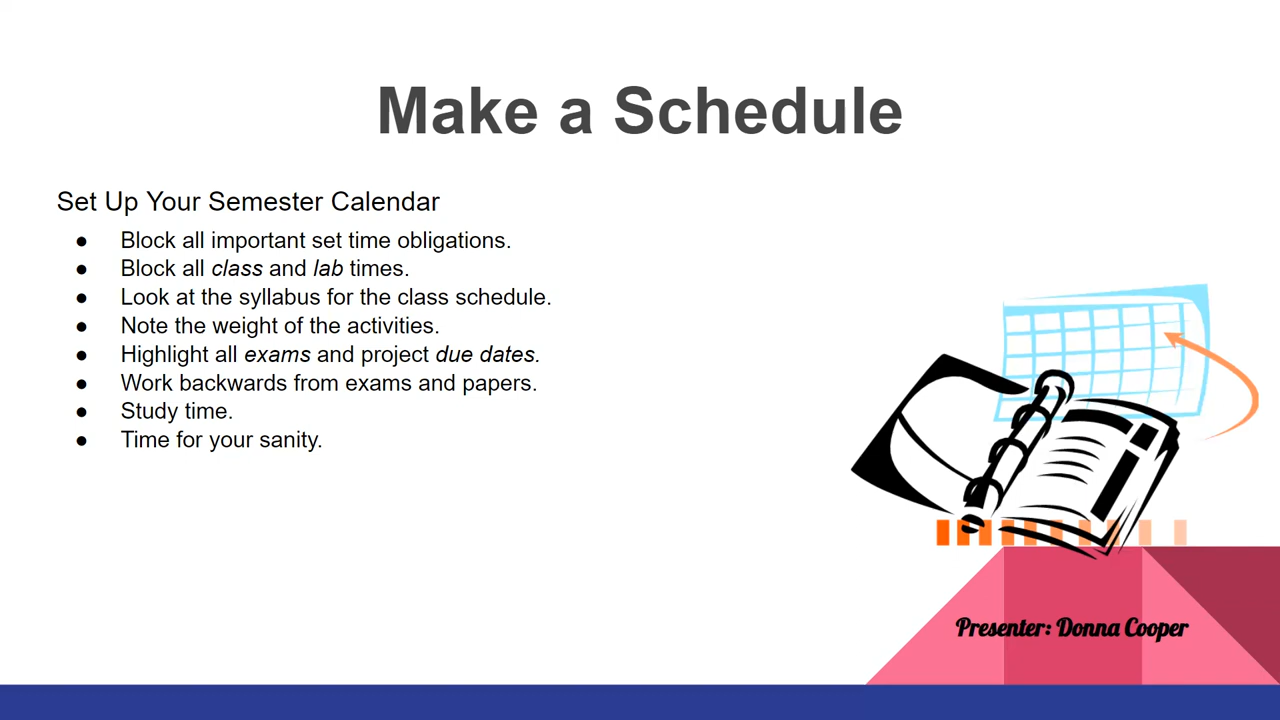 Make a Schedule
Set Up Your Semester Calendar
● Block all important set time obligations.
● Block all class and lab times.
● Look at the syllabus for the class schedule.
● Note the weight of the activities.
● Highlight all exams and project due dates.
● Work backwards from exams and papers.
● Study time.
● Time for your sanity.
Presenter: Donna Cooper